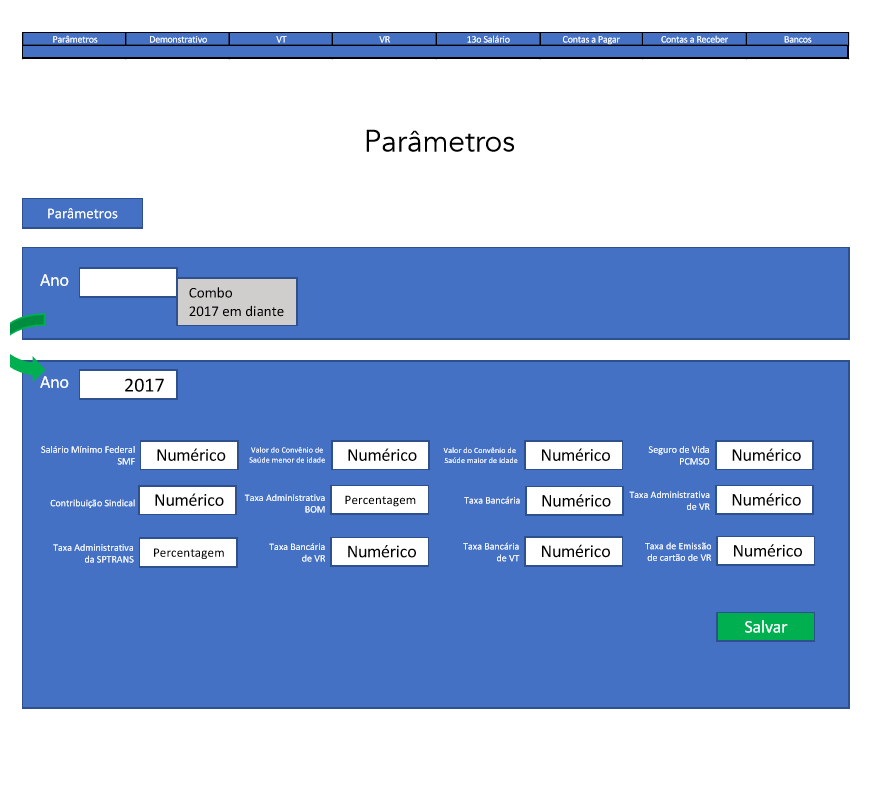 Parâmetros Demonstrativo VT VR 13o Salário Contas a Pagar Contas a Receber Bancos
Parâmetros
Parâmetros
Ano
Combo
2017 em diante
Ano 2017
Salário Mínimo Federal
SMF
Numérico
Valor do Convênio de
Saúde menor de idade
Numérico
Valor do Convênio de
Saúde maior de idade
Numérico
Seguro de Vida
PCMSO
Numérico
Contribuição Sindical
Numérico
Taxa Administrativa
BOM
Percentagem
Taxa Bancária
Numérico
Taxa Administrativa
de VR
Numérico
Taxa Administrativa
da SPTRANS
Percentagem
Taxa Bancária
de VR
Numérico
Taxa Bancária
de VT
Numérico
Taxa de Emissão
de cartão de VR
Numérico
Salvar